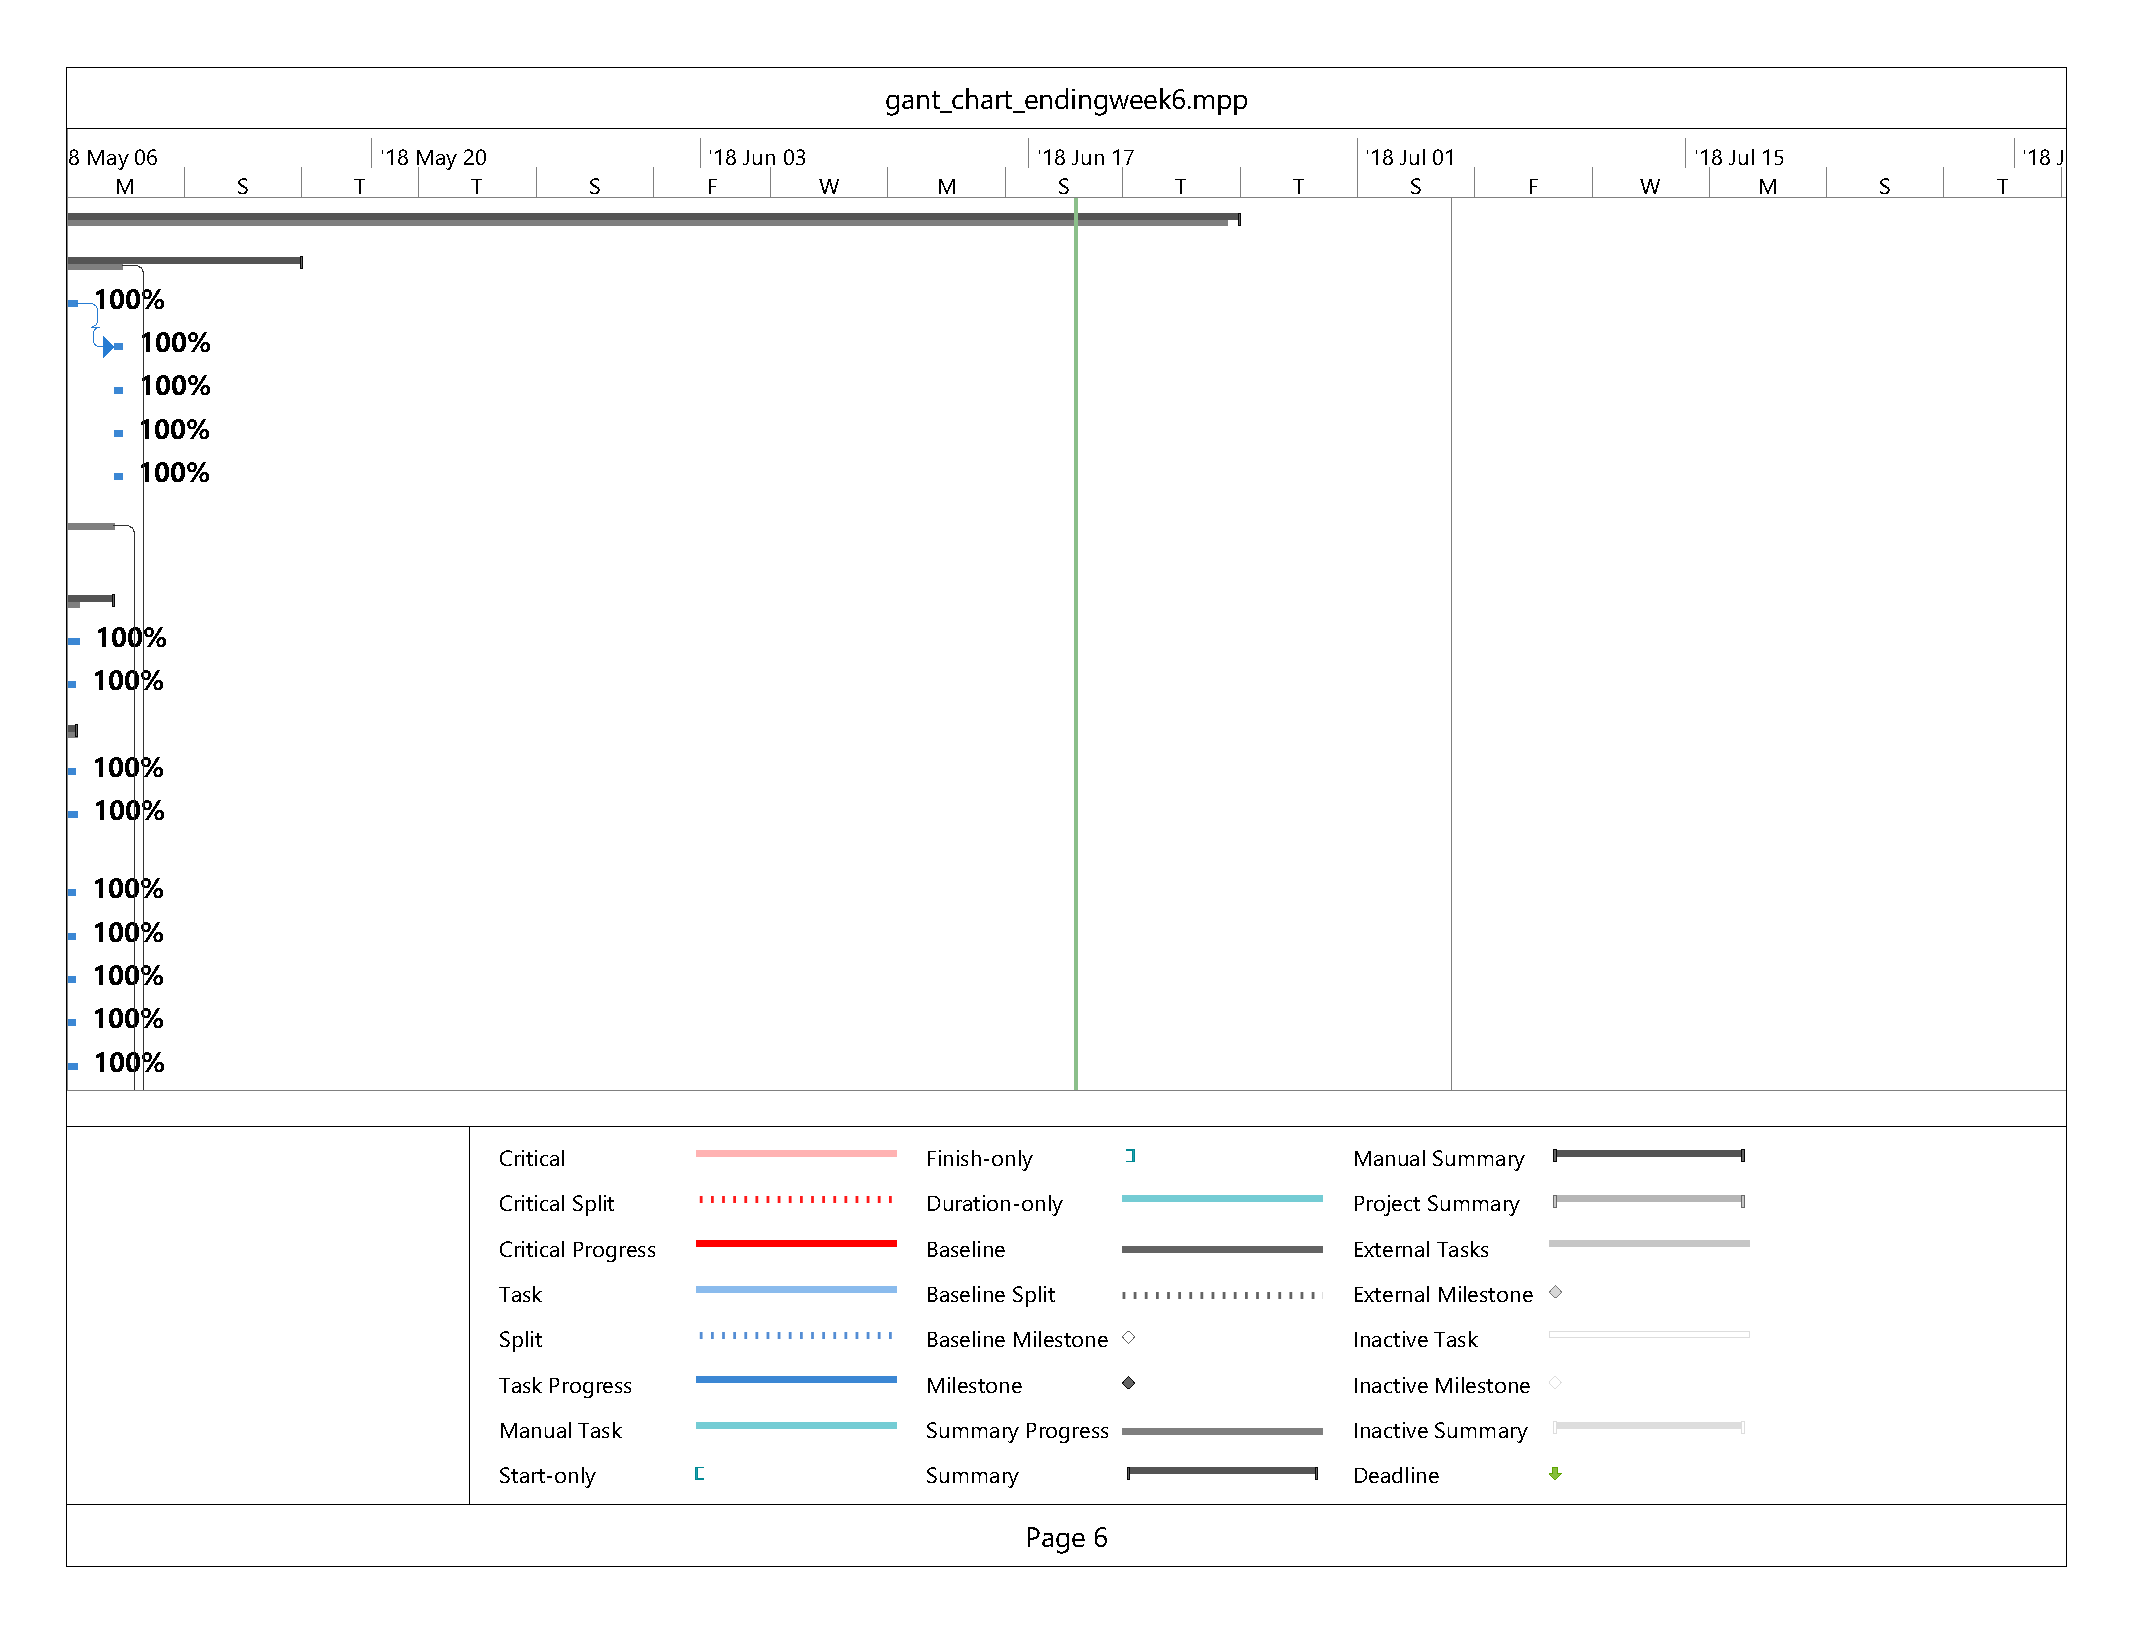 gant_chart_endingweek6.mpp
8 May 06 '18 May 20 '18 Jun 03 '18 Jun 17 '18 Jul 01 '18 Jul 15 '18 J
M S T T S F W M S T T S F W M S T
100%
100%
100%
100%
100%
100%
100%
100%
100%
100%
100%
100%
100%
100%
Critical Finish-only Manual Summary
Critical Split Duration-only Project Summary
Critical Progress Baseline External Tasks
Task Baseline Split External Milestone
Split Baseline Milestone Inactive Task
Task Progress Milestone Inactive Milestone
Manual Task Summary Progress Inactive Summary
Start-only Summary Deadline
Page 6